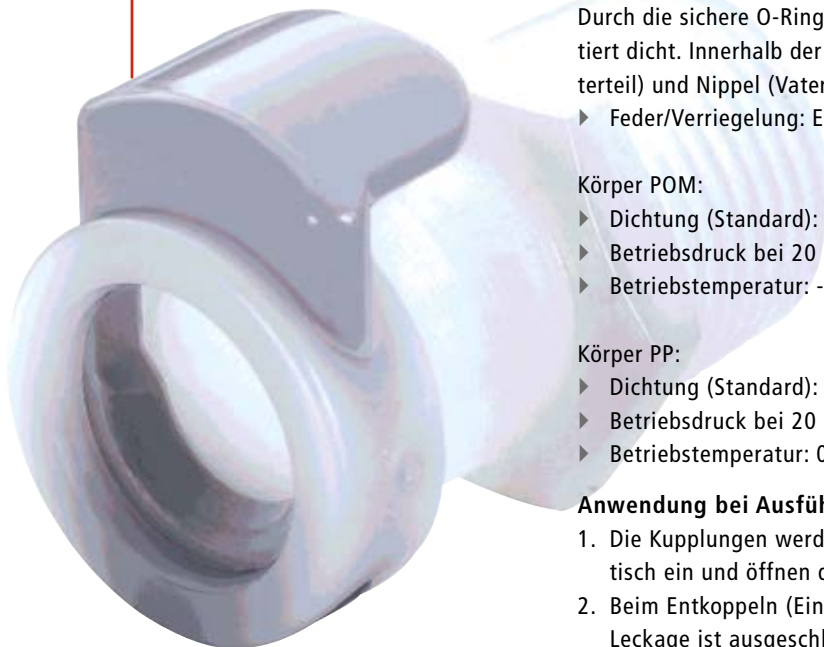 Durch die sichere O-Ring
tiert dicht. Innerhalb der
terteil) und Nippel (Vater
Feder/Verriegelung: E
Körper POM:
Dichtung (Standard):
Betriebsdruck bei 20
Betriebstemperatur: -
Körper PP:
Dichtung (Standard):
Betriebsdruck bei 20
Betriebstemperatur: 0
Anwendung bei Ausfüh
1. Die Kupplungen werd
tisch ein und öffnen d
2. Beim Entkoppeln (Ein
Leckage ist ausgeschl